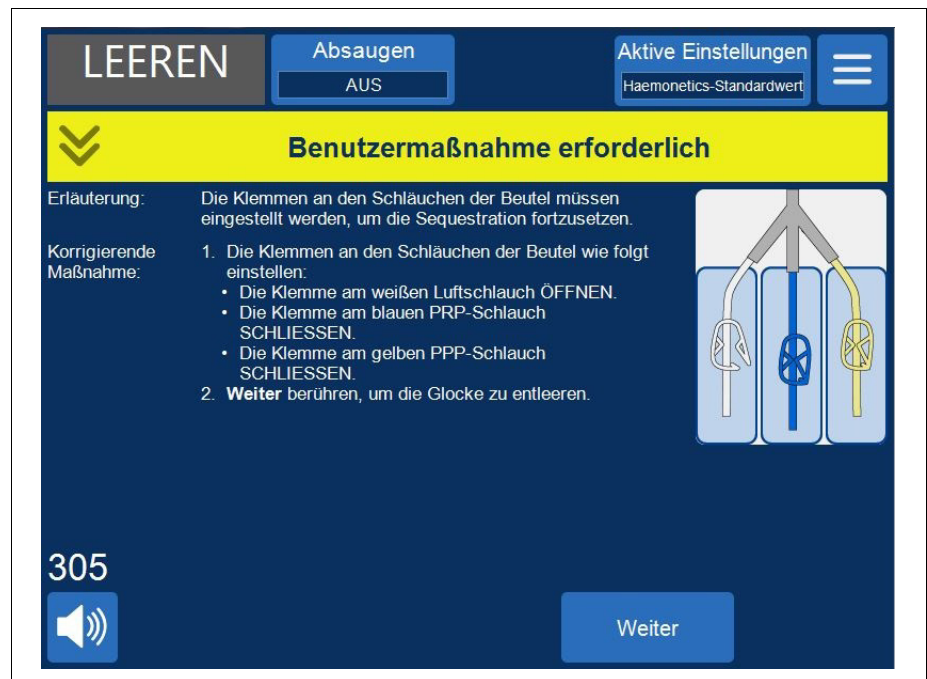 LEEREN
Absaugen
AUS
Aktive Einstellungen
Haemonetics-Standardwert
Benutzermaßnahme erforderlich
Erläuterung:
Die Klemmen an den Schläuchen der Beutel müssen
eingestellt werden, um die Sequestration fortzusetzen.
Korrigierende
Maßnahme:
1. Die Klemmen an den Schläuchen der Beutel wie folgt
einstellen:
• Die Klemme am weißen Luftschlauch ÖFFNEN.
• Die Klemme am blauen PRP-Schlauch
SCHLIESSEN.
• Die Klemme am gelben PPP-Schlauch
SCHLIESSEN.
2. Weiter berühren, um die Glocke zu entleeren.
305
Weiter